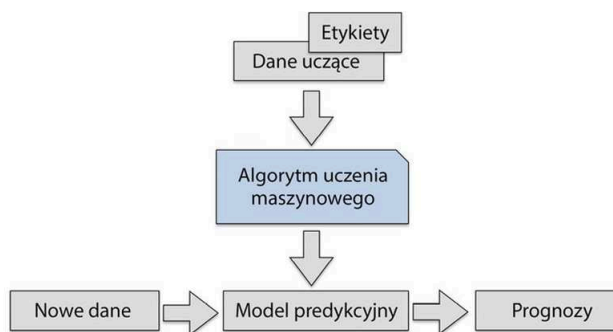 Etykiety
Dane uczące
Algorytm uczenia
maszynowego
Nowe dane
Model predykcyjny
Prognozy